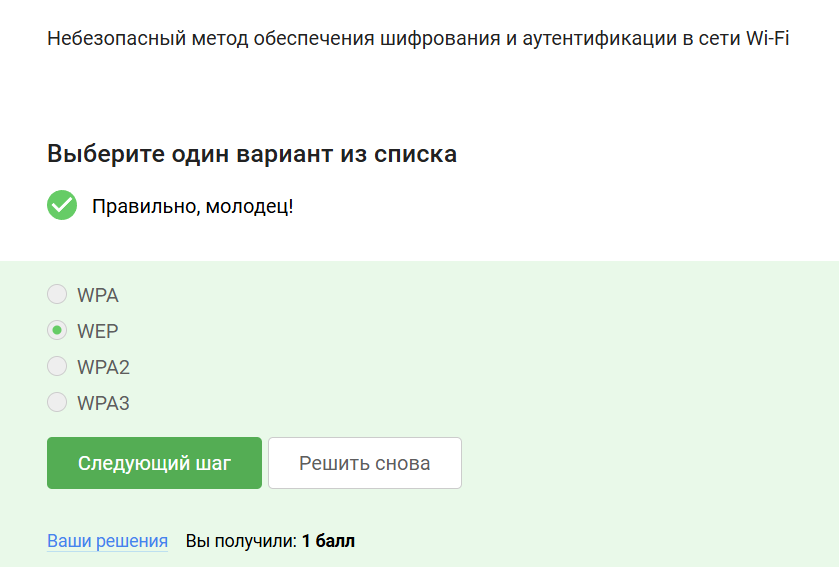 Небезопасный метод обеспечения шифрования и аутентификации в сети Wi-Fi
Выберите один вариант из списка
Правильно, молодец!
WPA
WEP
WPA2
WPA3
Следующий шаг Решить снова
Ваши решения Вы получили: 1 балл